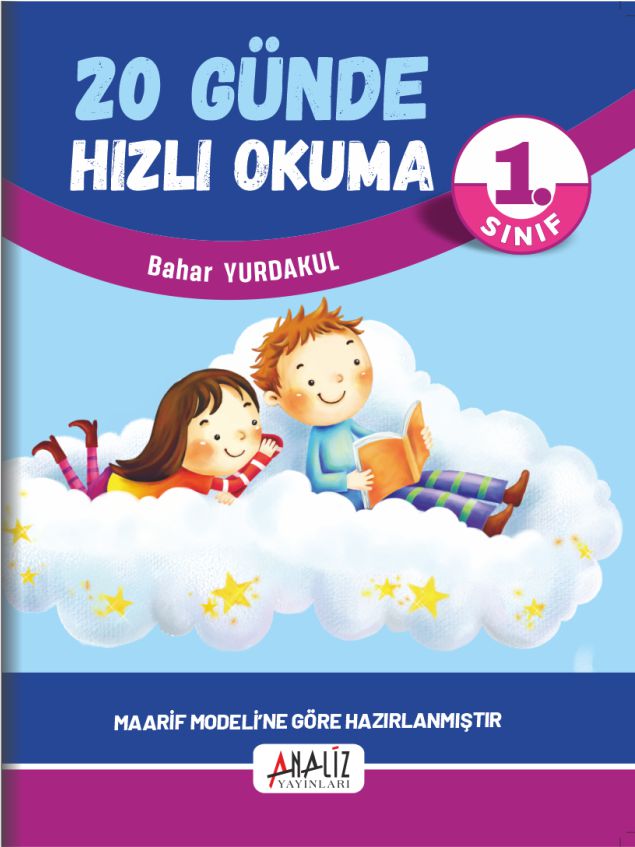 20 GÜNDE
HIZLI OKUMA
1.
SINIF
Bahar YURDAKUL
MAARİF MODELİ'NE GÖRE HAZIRLANMIŞTIR
ANALİZ
YAYINLARI